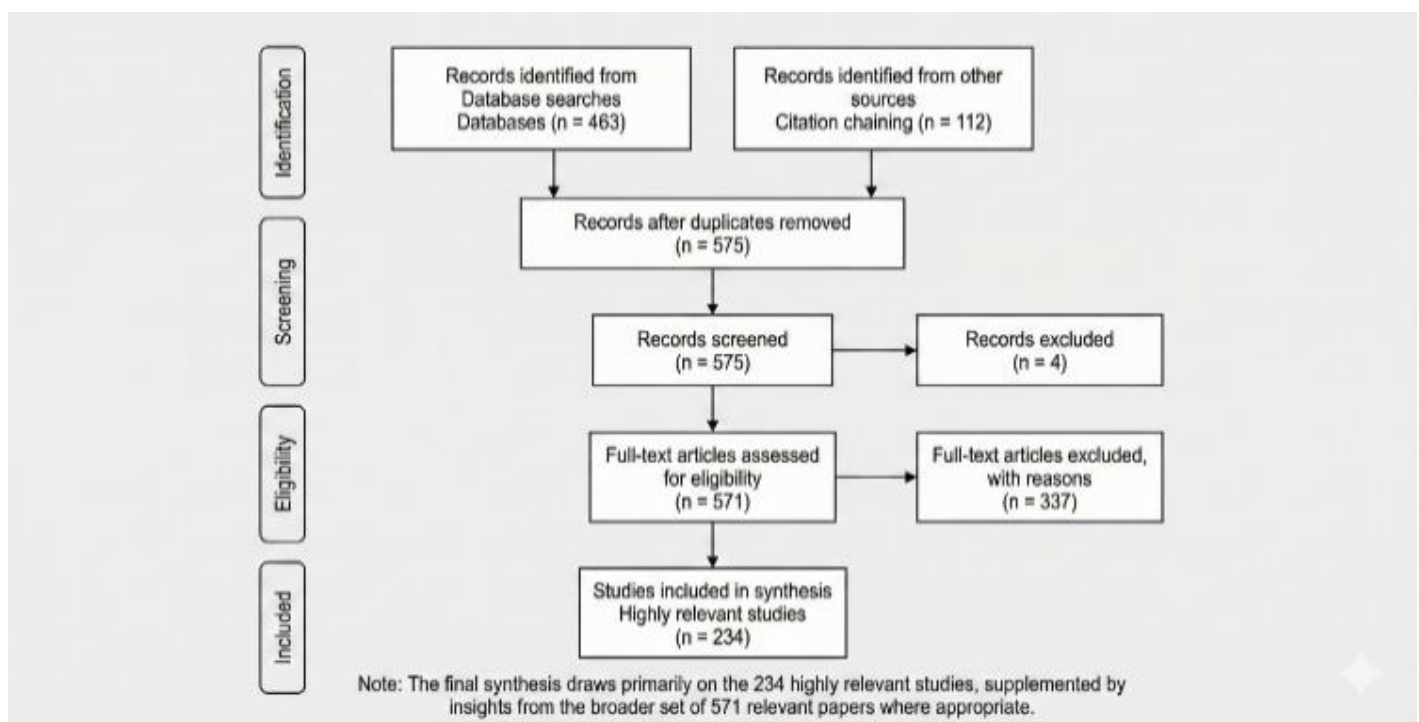 Identification
Records identified from
Database searches
Databases (n = 463)
Records identified from other
sources
Citation chaining (n = 112)
Records after duplicates removed
(n = 575)
Screening
Records screened
(n = 575)
Records excluded
(n = 4)
Eligibility
Full-text articles assessed
for eligibility
(n = 571)
Full-text articles excluded,
with reasons
(n = 337)
Included
Studies included in synthesis
Highly relevant studies
(n = 234)
Note: The final synthesis draws primarily on the 234 highly relevant studies, supplemented by
insights from the broader set of 571 relevant papers where appropriate.